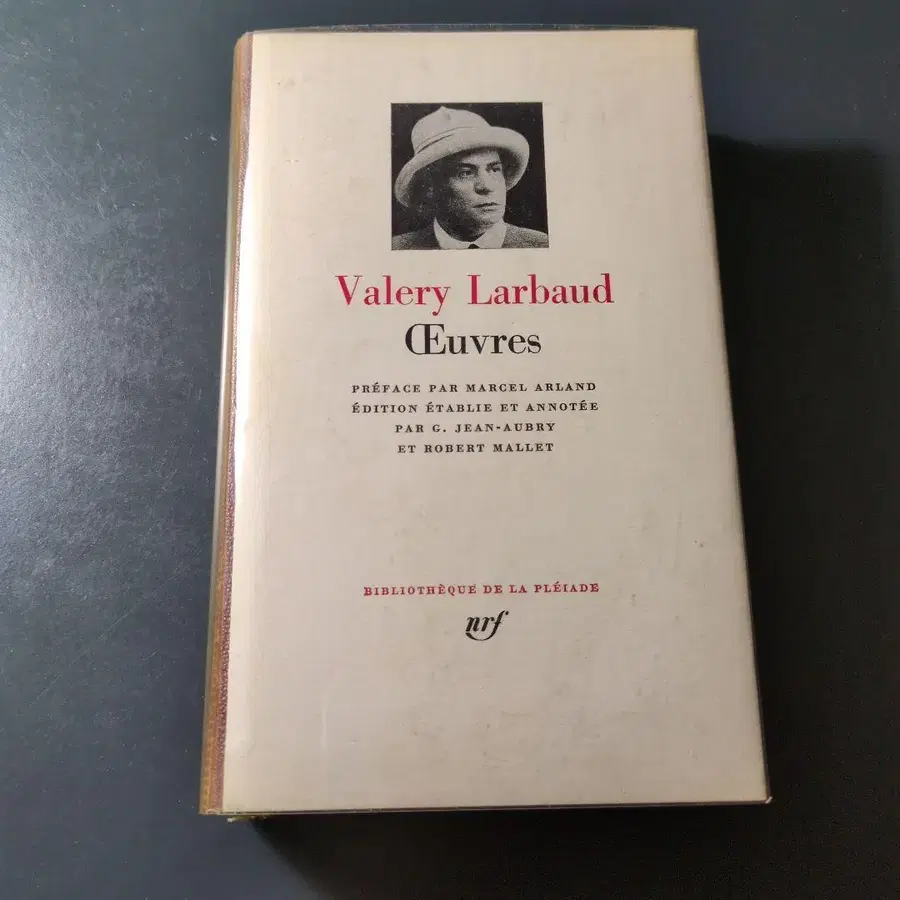 Valery Larbaud
Œuvres
PRÉFACE PAR MARCEL ARLAND
ÉDITION ÉTABLIE ET ANNOTÉE
PAR G. JEAN-AUBRY
ET ROBERT MALLET
BIBLIOTHÈQUE DE LA PLÉIADE
nrf